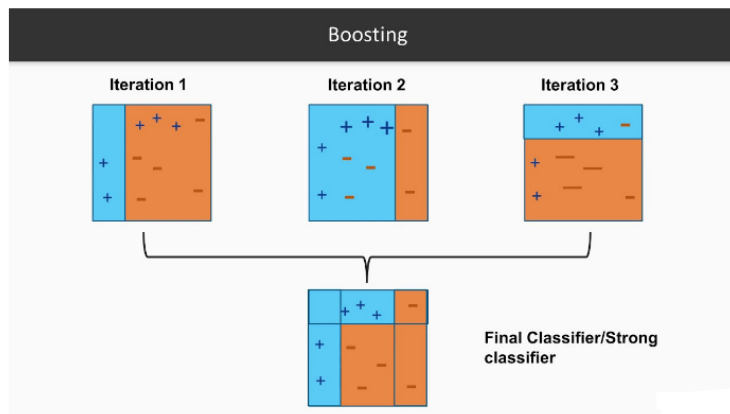 Boosting
Iteration 1
Iteration 2
Iteration 3
Final Classifier/Strong
classifier